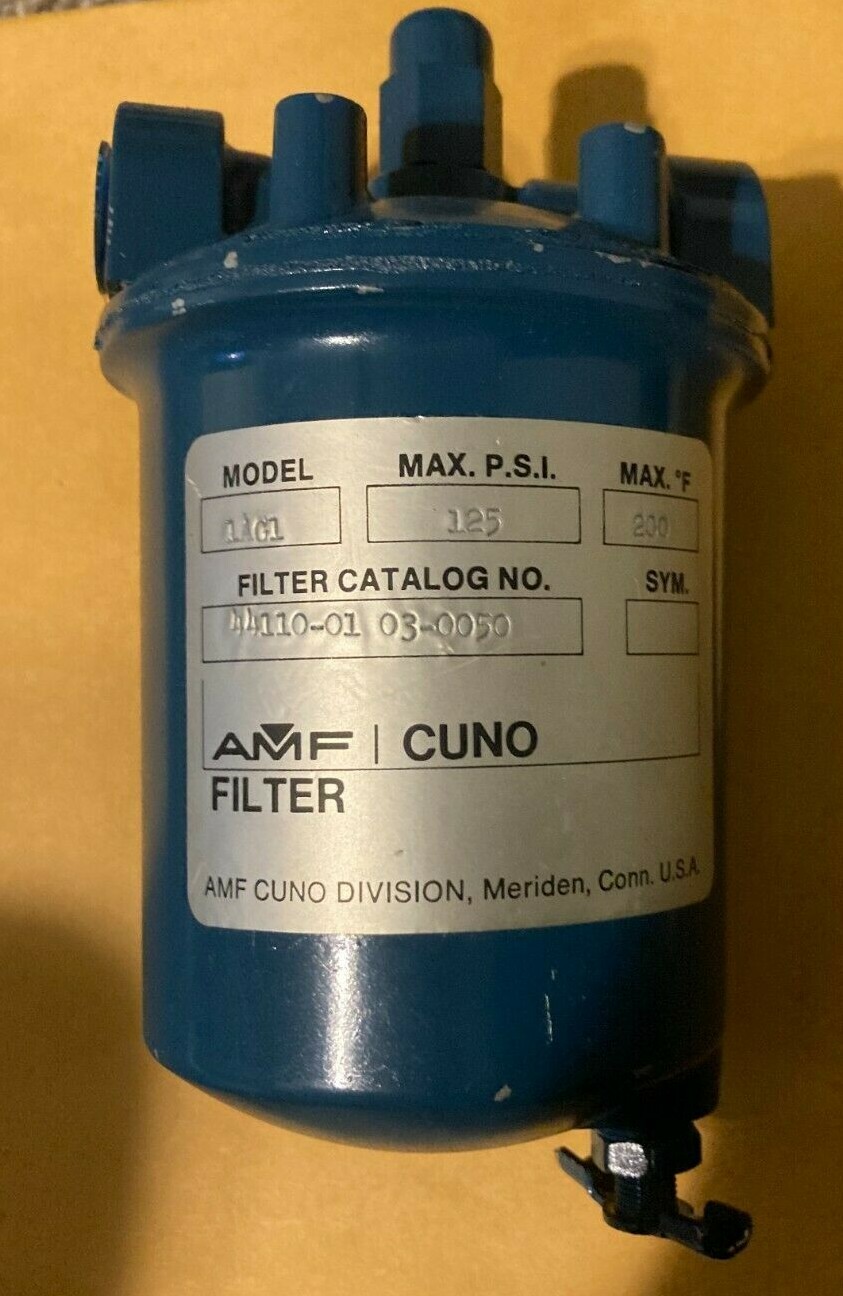 MODEL MAX. P.S.I. MAX. °F
1AG1 125 200
FILTER CATALOG NO. SYM.
44110-01 03-0050
AMF | CUNO
FILTER
AMF CUNO DIVISION, Meriden, Conn. U.S.A.